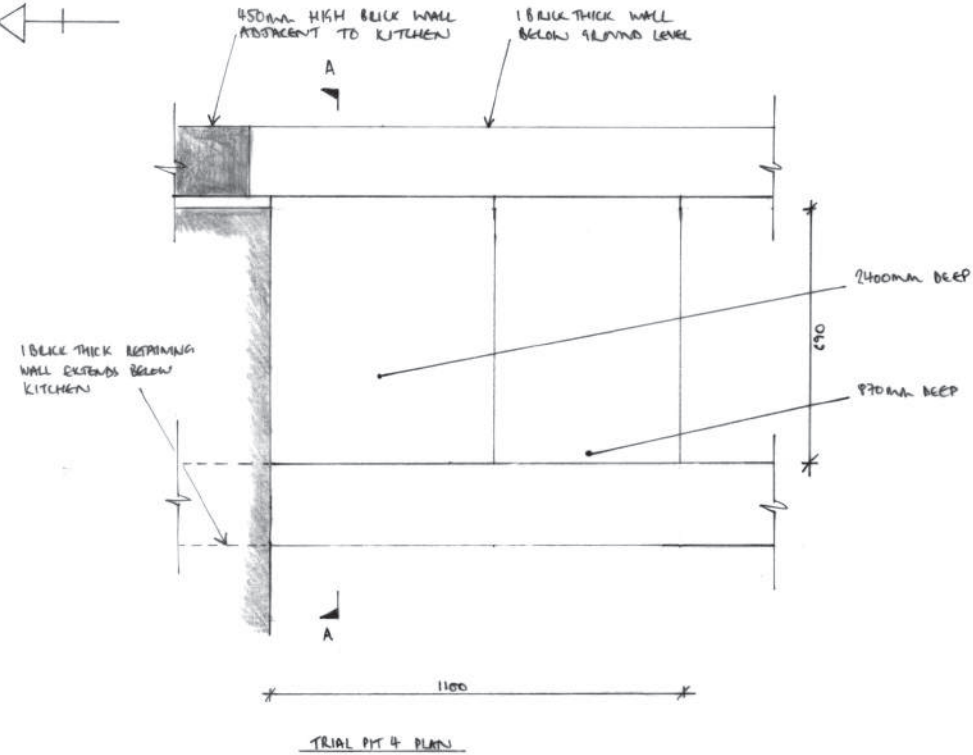 450mm HIGH BRICK WALL
ADJACENT TO KITCHEN
1 BRICK THICK WALL
BELOW GROUND LEVEL
A
2400mm DEEP
690
1 BRICK THICK RETAINING
WALL EXTENDS BELOW
KITCHEN
870mm DEEP
A
1100
TRIAL PIT 4 PLAN